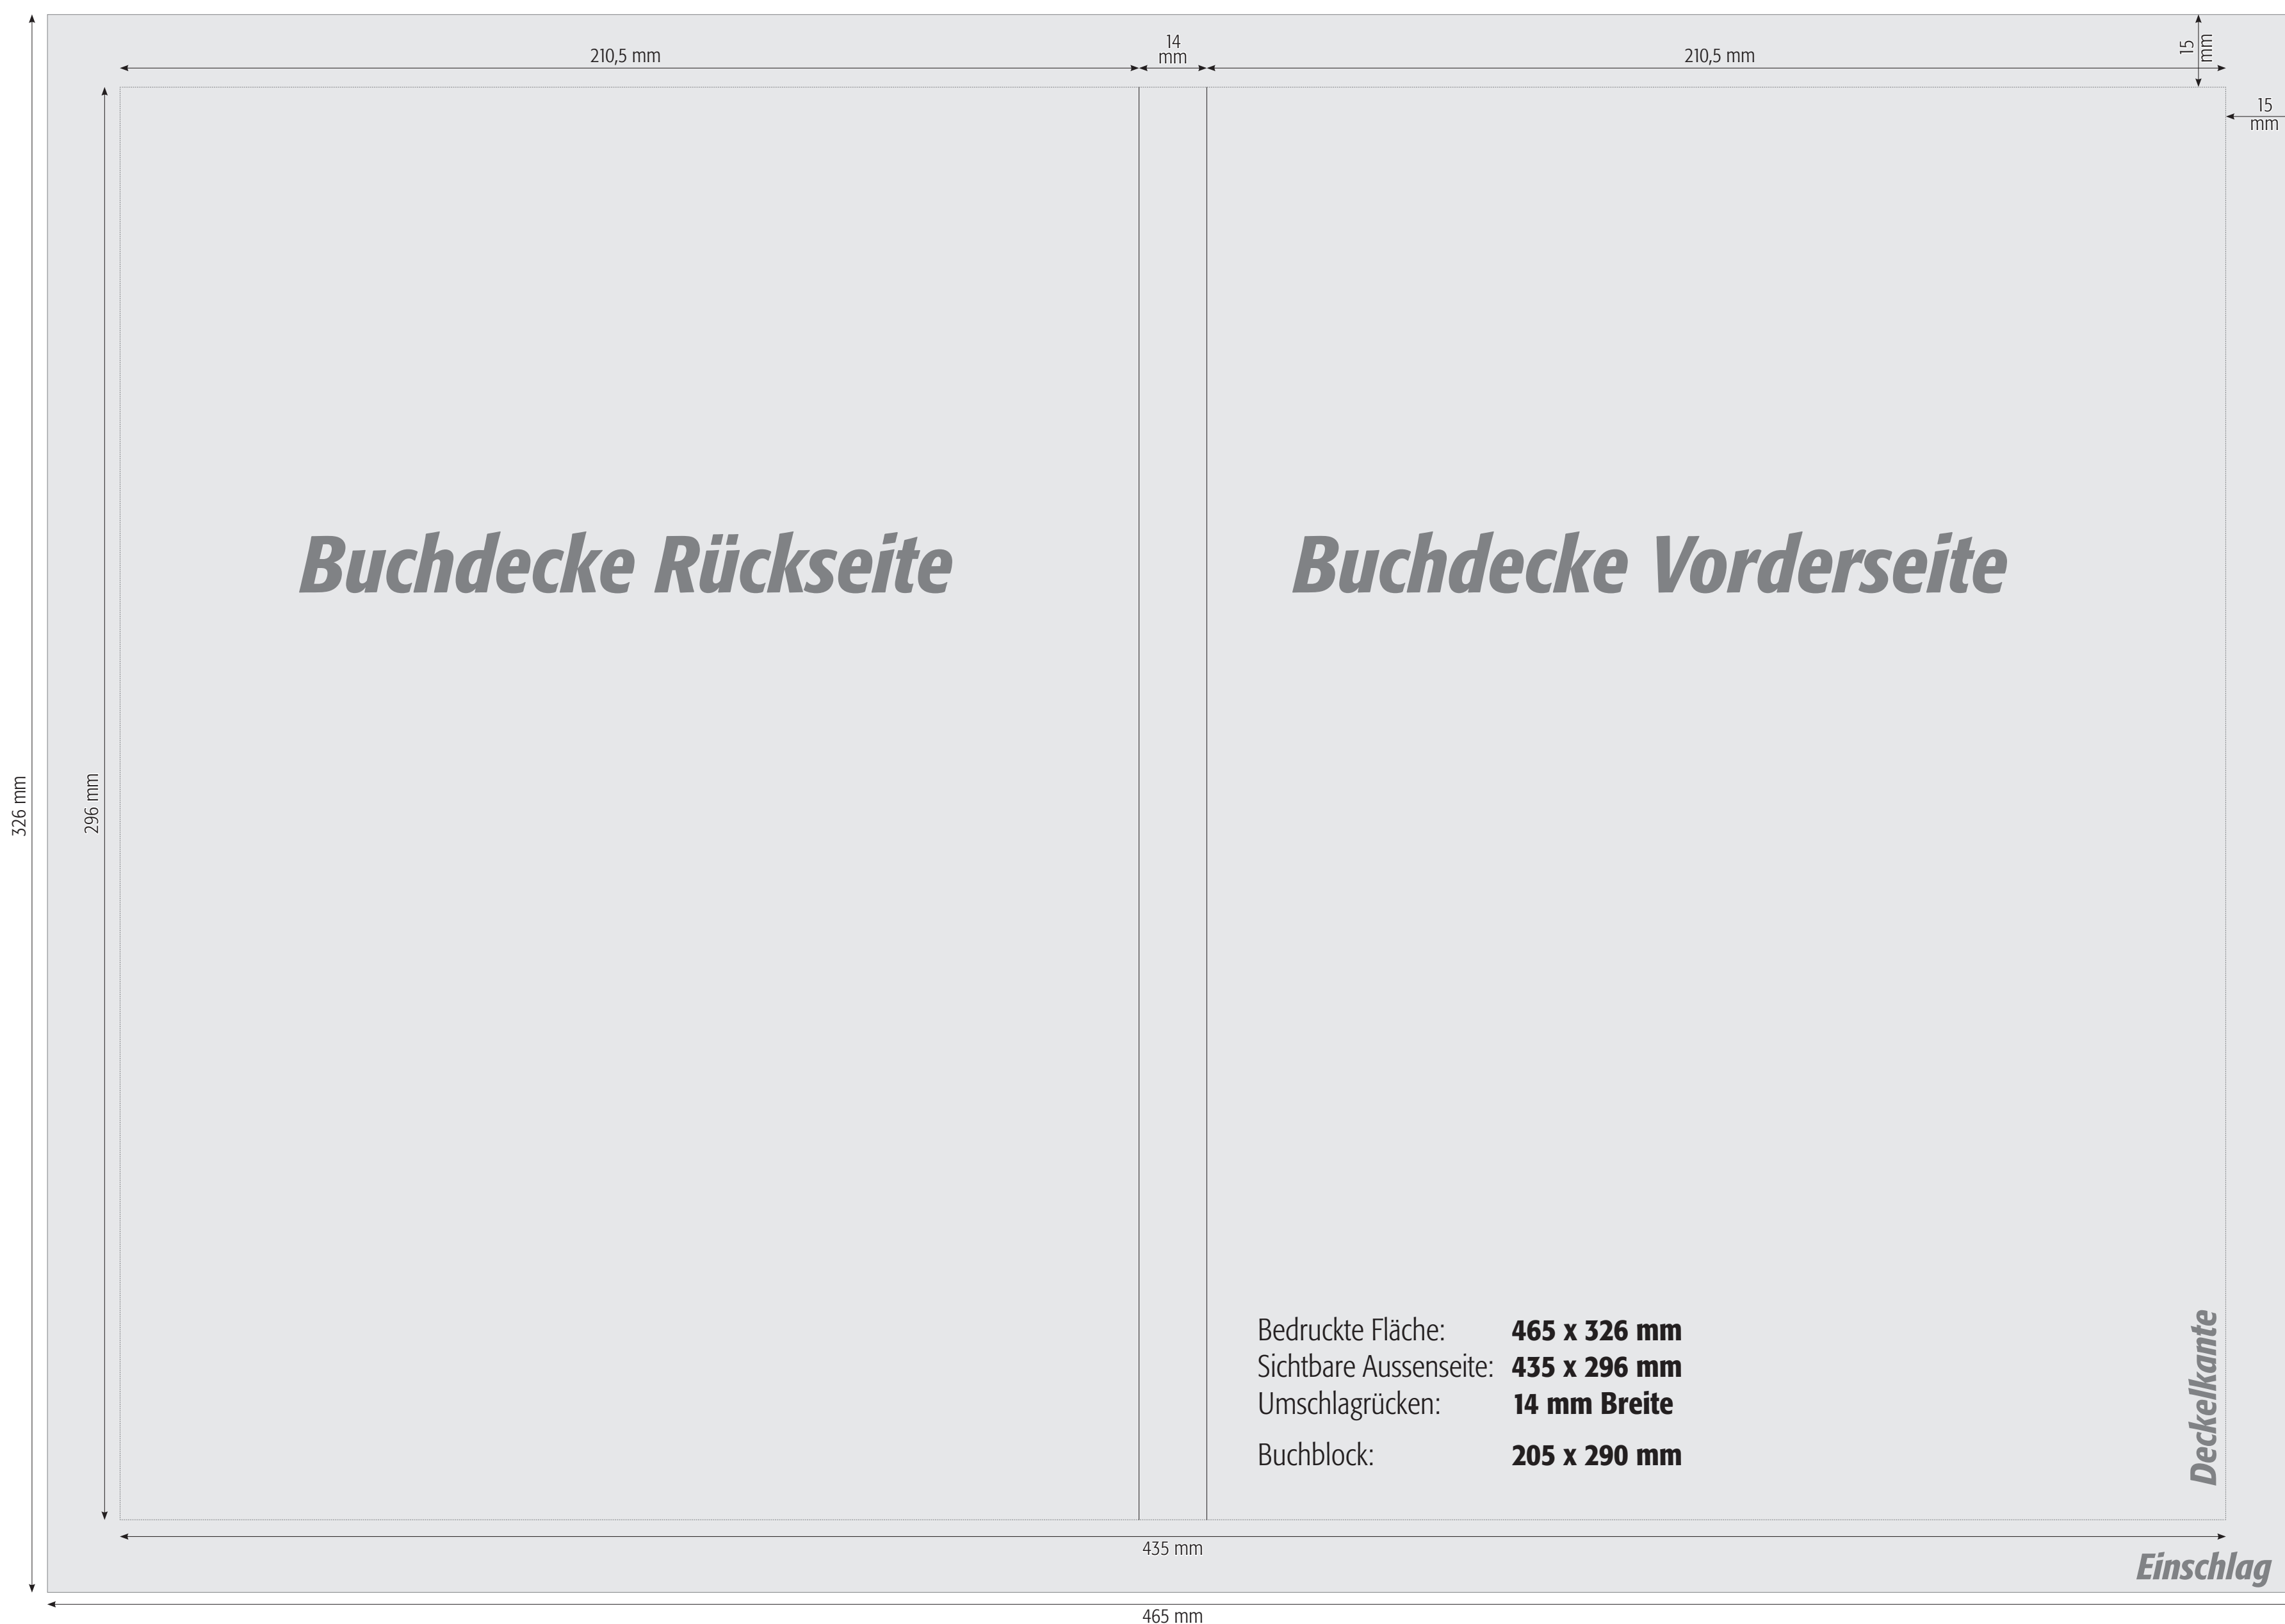 210,5 mm
14
mm
210,5 mm
15
mm
15
mm
Buchdecke Rückseite
Buchdecke Vorderseite
326 mm
296 mm
Bedruckte Fläche: 465 x 326 mm
Sichtbare Aussenseite: 435 x 296 mm
Umschlagrücken: 14 mm Breite
Buchblock: 205 x 290 mm
Deckelkante
435 mm
Einschlag
465 mm